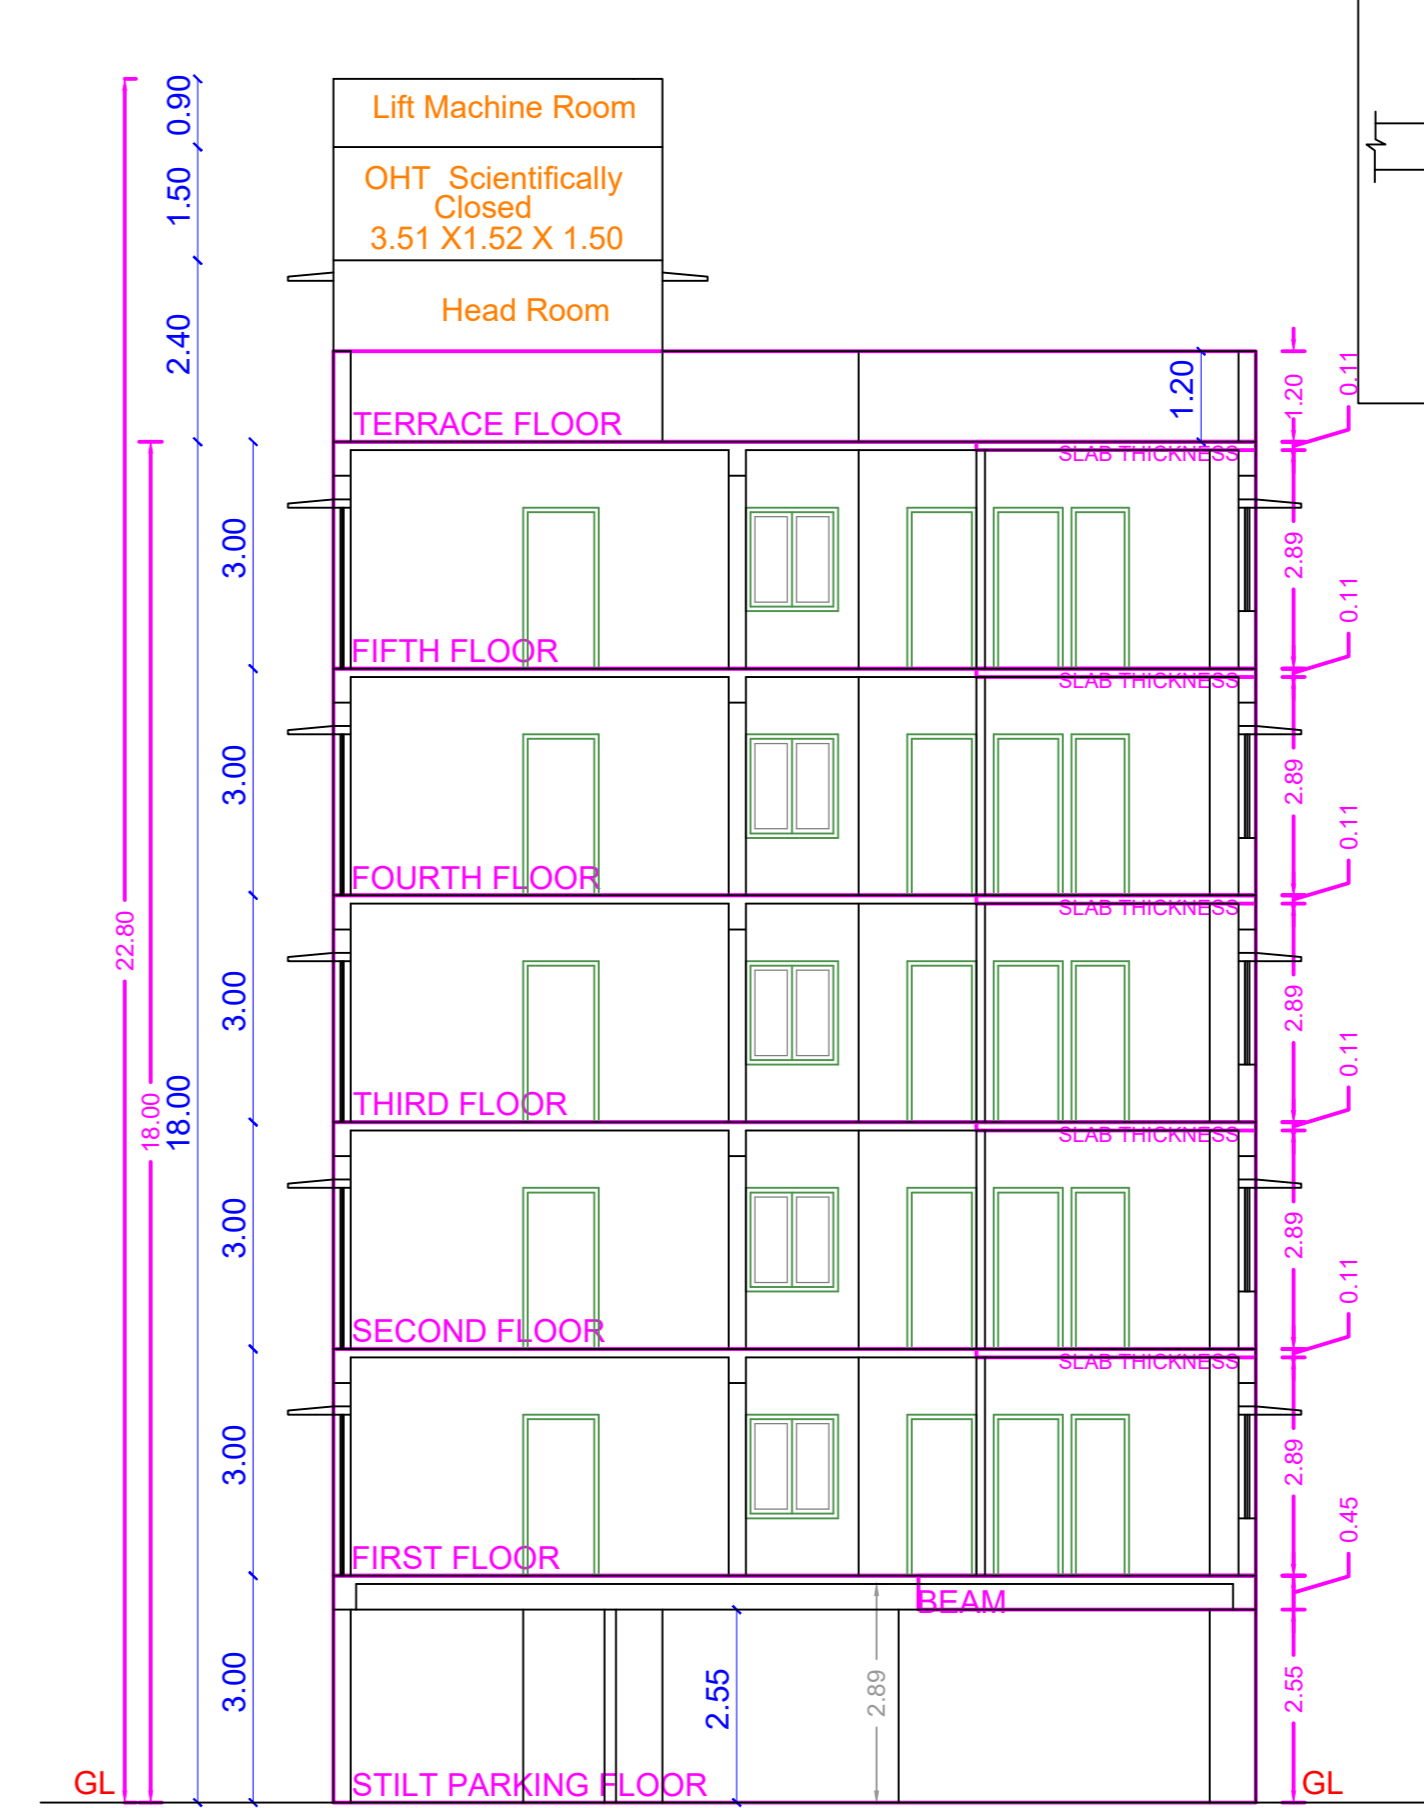 0.90
Lift Machine Room
1.50
OHT Scientifically
Closed
3.51 X1.52 X 1.50
2.40
Head Room
1.20
1.20
0.11
TERRACE FLOOR
SLAB THICKNESS
3.00
2.89
0.11
FIFTH FLOOR
SLAB THICKNESS
3.00
2.89
0.11
FOURTH FLOOR
SLAB THICKNESS
22.80
3.00
2.89
0.11
THIRD FLOOR
18.00
18.00
SLAB THICKNESS
3.00
2.89
0.11
SECOND FLOOR
SLAB THICKNESS
3.00
2.89
0.45
FIRST FLOOR
BEAM
3.00
2.55
2.89
2.55
GL
STILT PARKING FLOOR
GL